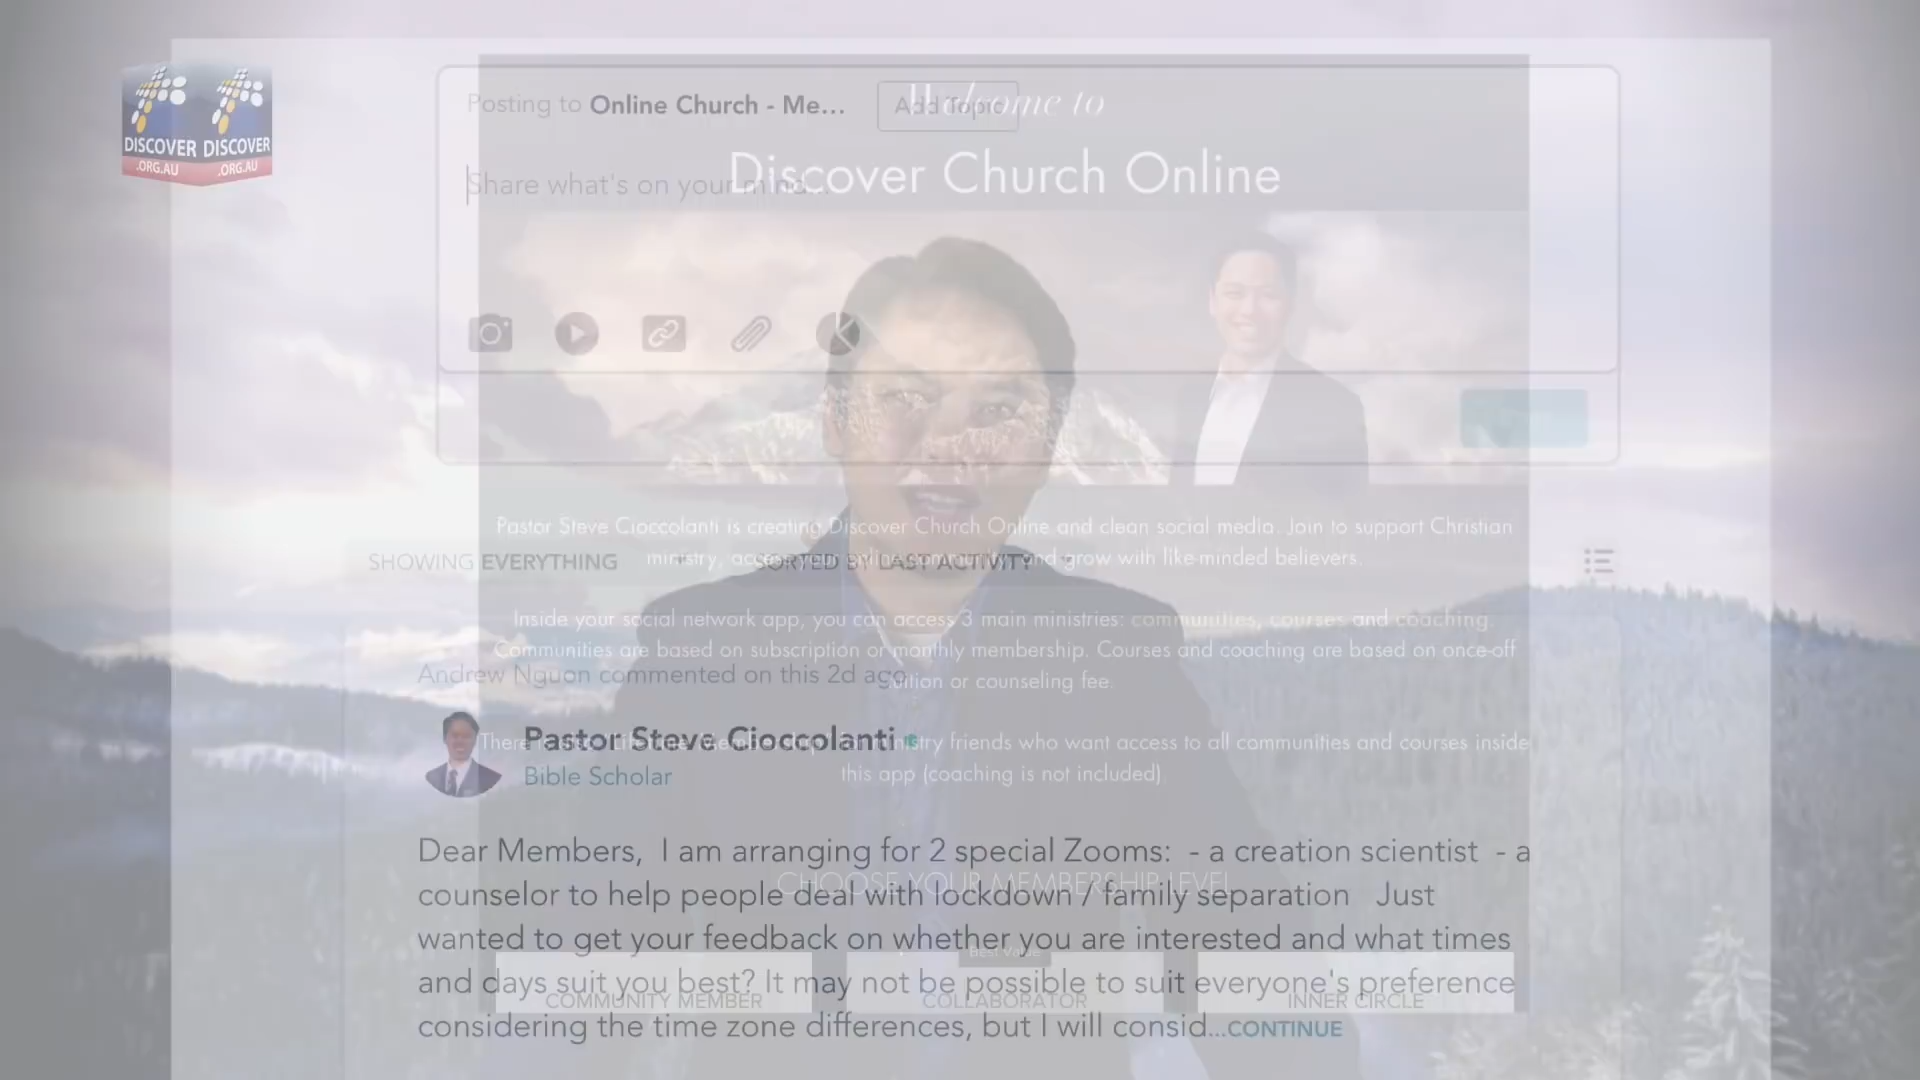 Posting to Online Church - Me...
Add Topic
Welcome to
Discover Church Online
Share what's on your mind...
DISCOVER DISCOVER
.ORG.AU .ORG.AU
Pastor Steve Cioccolanti is creating Discover Church Online and clean social media. Join to support Christian
ministry, access your online community, and grow with like-minded believers.
SHOWING EVERYTHING
SORTED BY LAST ACTIVITY
Inside your social network app, you can access 3 main ministries: communities, courses and coaching.
Communities are based on subscription or monthly membership. Courses and coaching are based on once-off
tuition or counseling fee.
Andrew Nguon commented on this 2d ago
Pastor Steve Cioccolanti
Bible Scholar
friends who want access to all communities and courses inside
this app (coaching is not included)
Dear Members, I am arranging for 2 special Zooms: - a creation scientist - a
counselor to help people deal with lockdown / family separation Just
wanted to get your feedback on whether you are interested and what times
and days suit you best? It may not be possible to suit everyone's preference
considering the time zone differences, but I will consid...CONTINUE
CHOOSE YOUR MEMBERSHIP LEVEL
Best Value
COMMUNITY MEMBER
COLLABORATOR
INNER CIRCLE